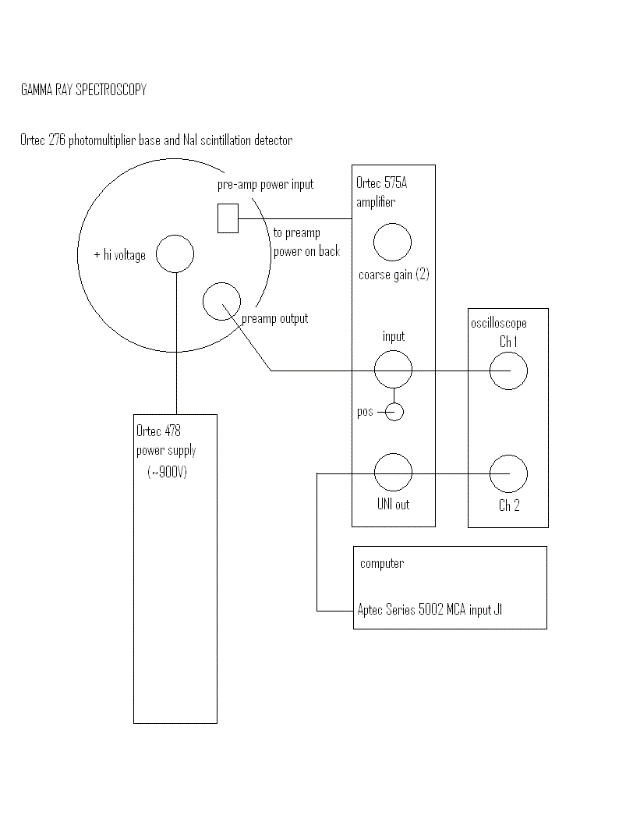 GAMMA RAY SPECTROSCOPY
Ortec 276 photomultiplier base and NaI scintillation detector
pre-amp power input
to preamp
power on back
+ hi voltage
preamp output
Ortec 575A
amplifier
coarse gain (2)
input
pos
UNI out
oscilloscope
Ch 1
Ch 2
Ortec 478
power supply
(~900V)
computer
Aptec Series 5002 MCA input J1